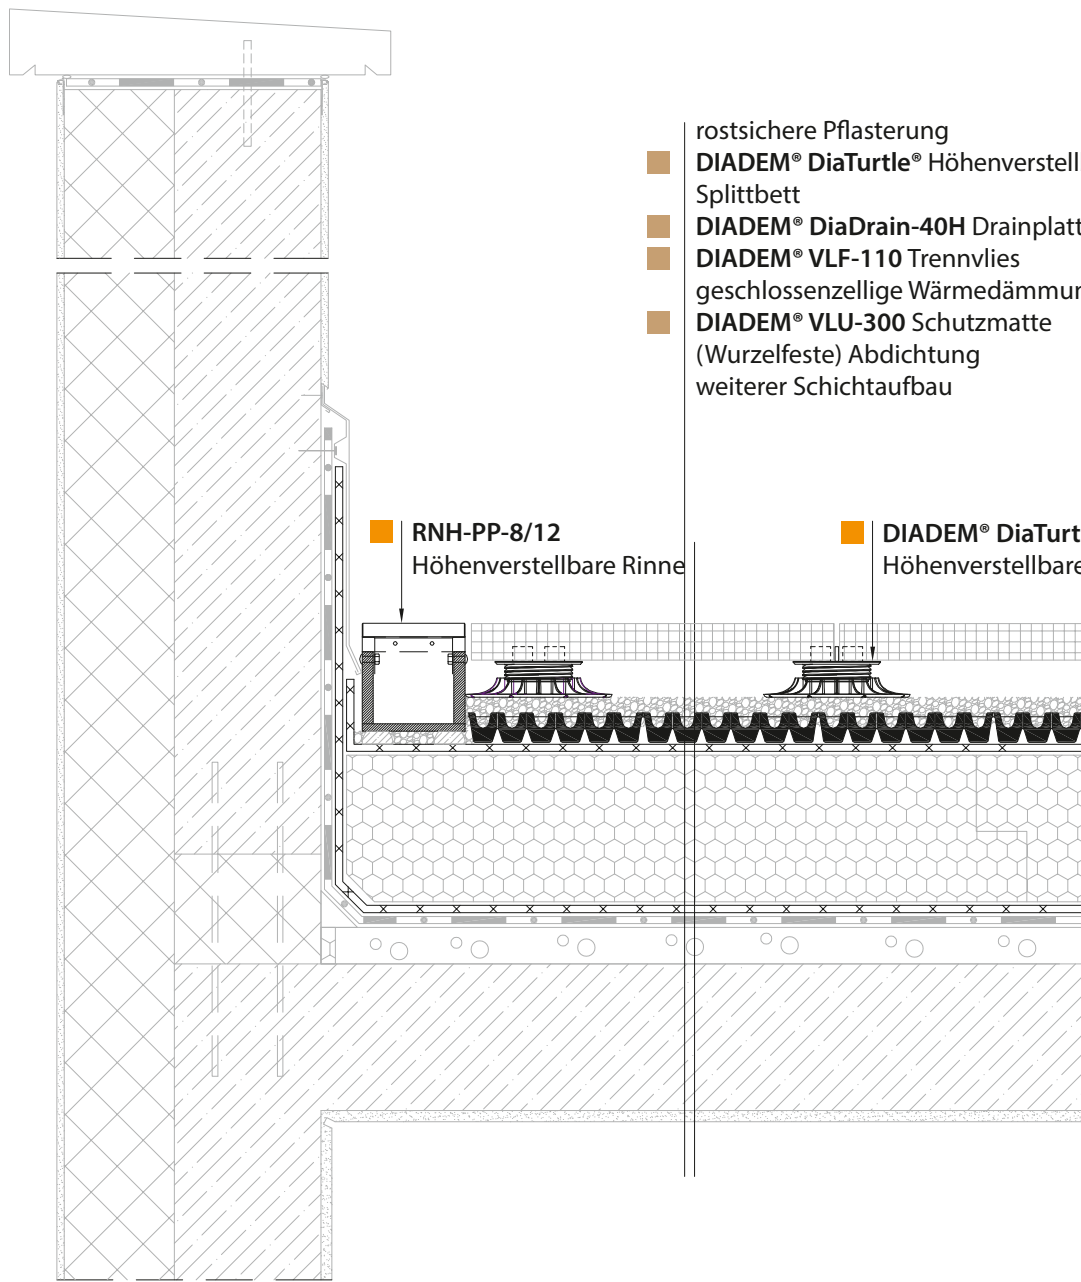 rostsichere Pflasterung
DIADEM® DiaTurtle® Höhenverstell
Splittbett
DIADEM® DiaDrain-40H Drainplatt
DIADEM® VLF-110 Trennvlies
geschlossenzellige Wärmedämmun
DIADEM® VLU-300 Schutzmatte
(Wurzelfeste) Abdichtung
weiterer Schichtaufbau
RNH-PP-8/12
Höhenverstellbare Rinne
DIADEM® DiaTurt
Höhenverstellbare